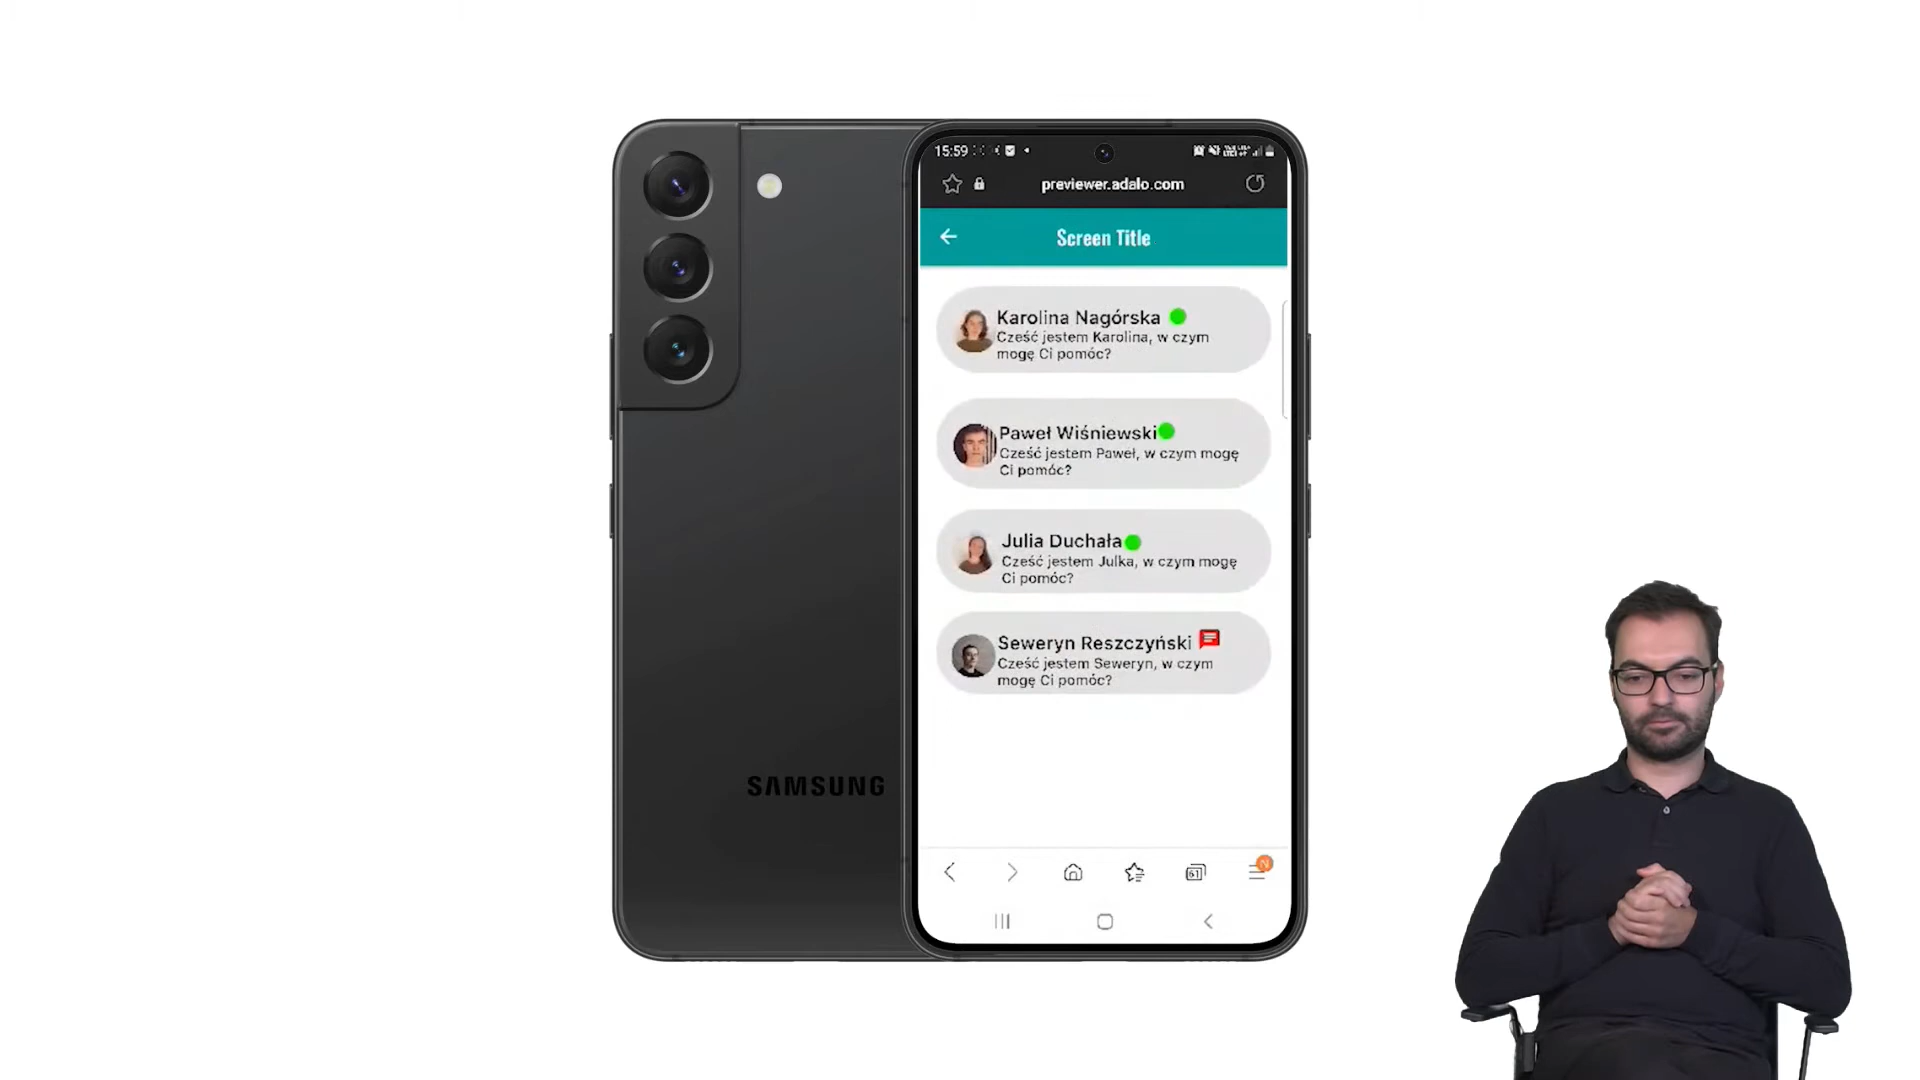 15:59
previewer.adalo.com
Screen Title
Karolina Nagórska
Cześć jestem Karolina, w czym
mogę Ci pomóc?
Paweł Wiśniewski
Cześć jestem Paweł, w czym mogę
Ci pomóc?
Julia Duchała
Cześć jestem Julka, w czym mogę
Ci pomóc?
Seweryn Reszczyński
Cześć jestem Seweryn, w czym
mogę Ci pomóc?
SAMSUNG
61
N